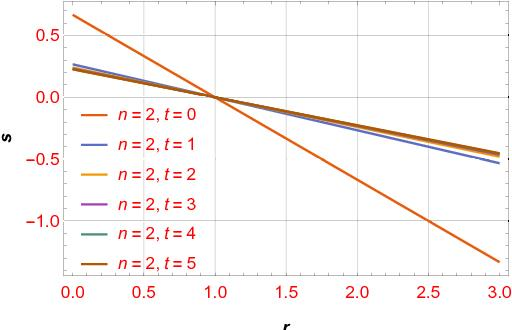 0.5
0.0
−0.5
−1.0
s
n = 2, t = 0
n = 2, t = 1
n = 2, t = 2
n = 2, t = 3
n = 2, t = 4
n = 2, t = 5
0.0 0.5 1.0 1.5 2.0 2.5 3.0
r